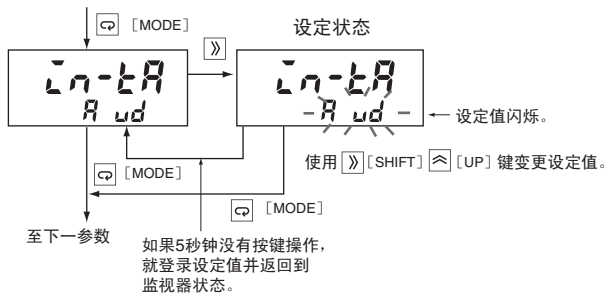 [MODE]
设定状态
in-tA
A ud
in-tA
A ud
设定值闪烁。
使用 [SHIFT] [UP] 键变更设定值。
[MODE]
[MODE]
至下一参数
如果5秒钟没有按键操作,
就登录设定值并返回到
监视器状态。